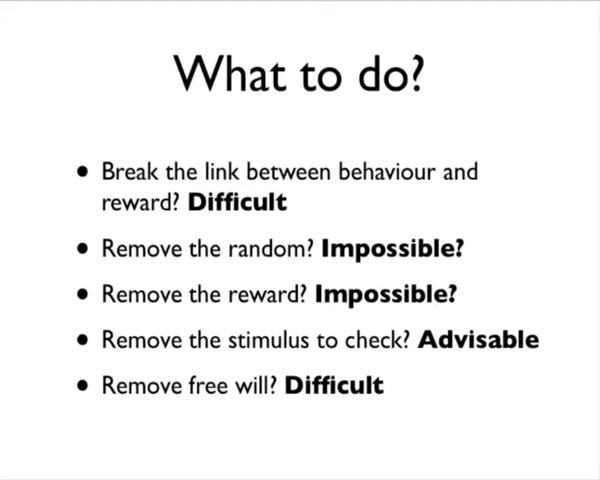 What to do?
• Break the link between behaviour and
reward? Difficult
• Remove the random? Impossible?
• Remove the reward? Impossible?
• Remove the stimulus to check? Advisable
• Remove free will? Difficult